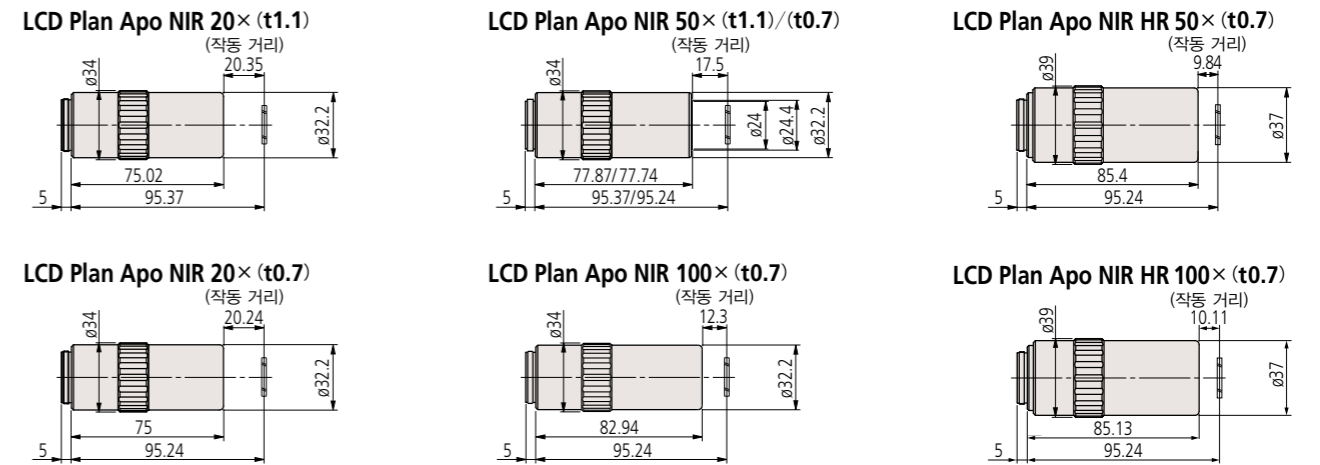 LCD Plan Apo NIR 20×(t1.1)
(작동 거리)
20.35
ø34
ø32.2
75.02
95.37
5
LCD Plan Apo NIR 50×(t1.1)/(t0.7)
(작동 거리)
17.5
ø34
ø24
ø24.4
ø32.2
77.87/77.74
95.37/95.24
5
LCD Plan Apo NIR HR 50×(t0.7)
(작동 거리)
9.84
ø39
ø37
85.4
95.24
5
LCD Plan Apo NIR 20×(t0.7)
(작동 거리)
20.24
ø34
ø32.2
75
95.24
5
LCD Plan Apo NIR 100×(t0.7)
(작동 거리)
12.3
ø34
ø32.2
82.94
95.24
5
LCD Plan Apo NIR HR 100×(t0.7)
(작동 거리)
10.11
ø39
ø37
85.13
95.24
5